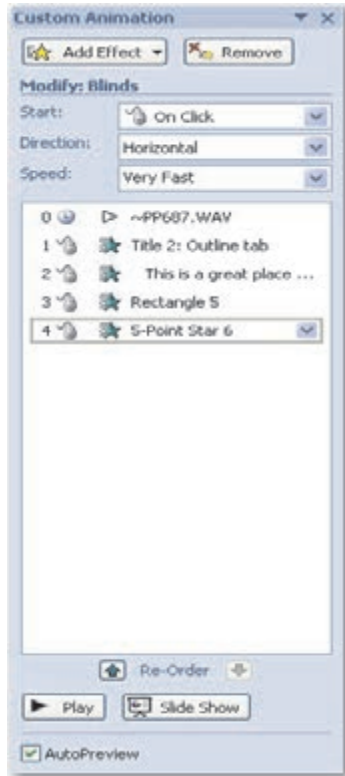 Custom Animation
Add Effect Remove
Modify: Blinds
Start: On Click
Direction: Horizontal
Speed: Very Fast
0 ~PP687.WAV
1 Title 2: Outline tab
2 This is a great place ...
3 Rectangle 5
4 5-Point Star 6
Re-Order
Play Slide Show
AutoPreview